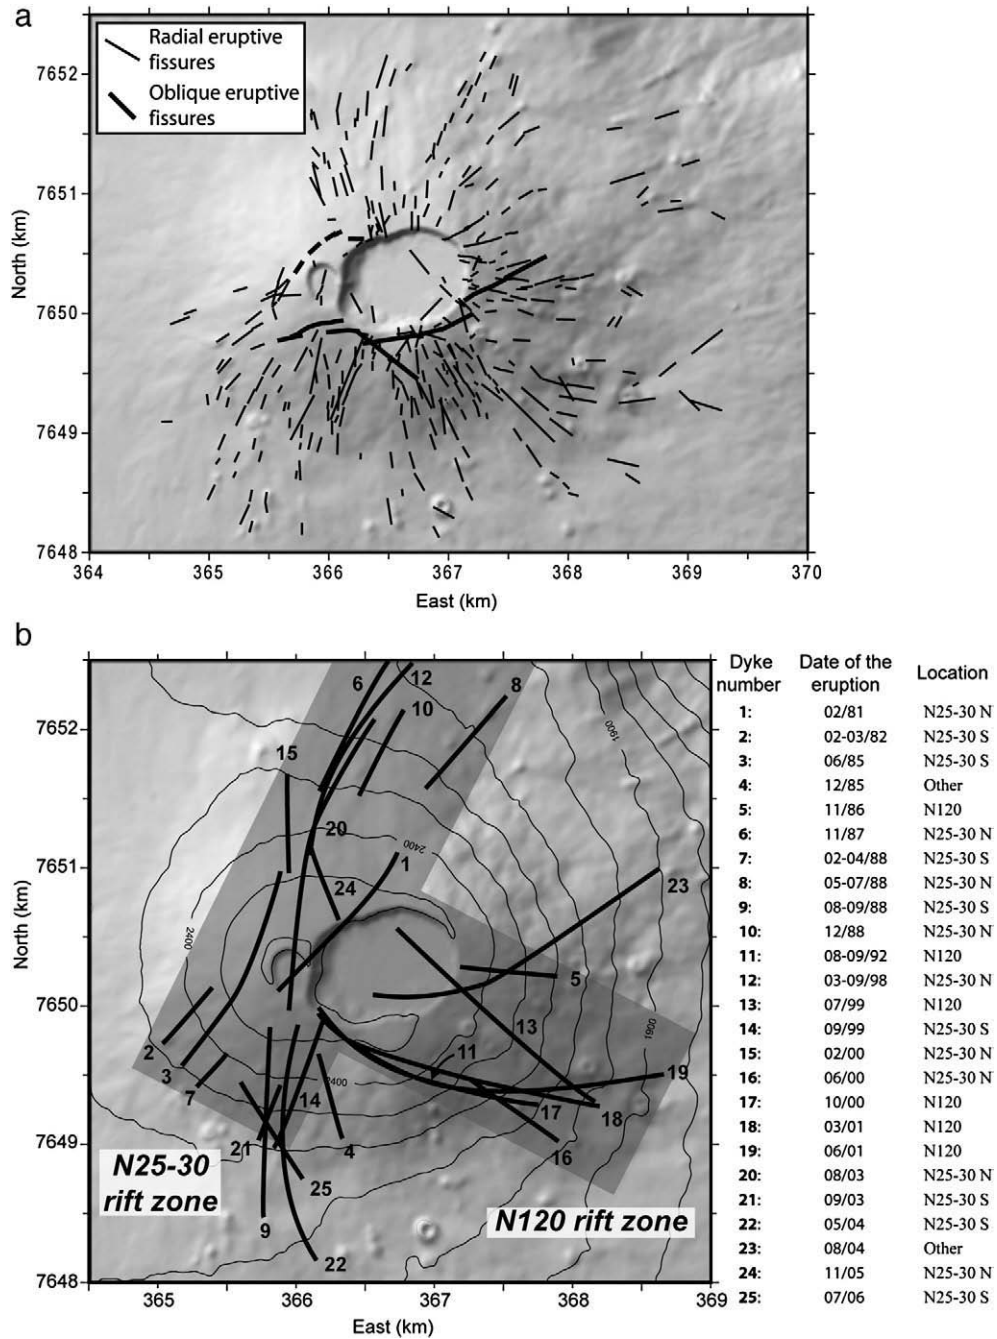 a
Radial eruptive
fissures
Oblique eruptive
fissures
7652
7651
7650
7649
7648
North (km)
364 365 366 367 368 369 370
East (km)
b
7652
7651
7650
7649
7648
North (km)
6
12
10
8
15
20
1
24
23
5
2
3
7
13
11
14
19
17
18
4
21
16
25
9
22
2400
2400
2400
1900
1900
N25-30
rift zone
N120 rift zone
365 366 367 368 369
East (km)
Dyke number Date of the eruption Location
1: 02/81 N25-30 N
2: 02-03/82 N25-30 S
3: 06/85 N25-30 S
4: 12/85 Other
5: 11/86 N120
6: 11/87 N25-30 N
7: 02-04/88 N25-30 S
8: 05-07/88 N25-30 N
9: 08-09/88 N25-30 S
10: 12/88 N25-30 N
11: 08-09/92 N120
12: 03-09/98 N25-30 N
13: 07/99 N120
14: 09/99 N25-30 S
15: 02/00 N25-30 N
16: 06/00 N25-30 N
17: 10/00 N120
18: 03/01 N120
19: 06/01 N120
20: 08/03 N25-30 N
21: 09/03 N25-30 S
22: 05/04 N25-30 S
23: 08/04 Other
24: 11/05 N25-30 N
25: 07/06 N25-30 S